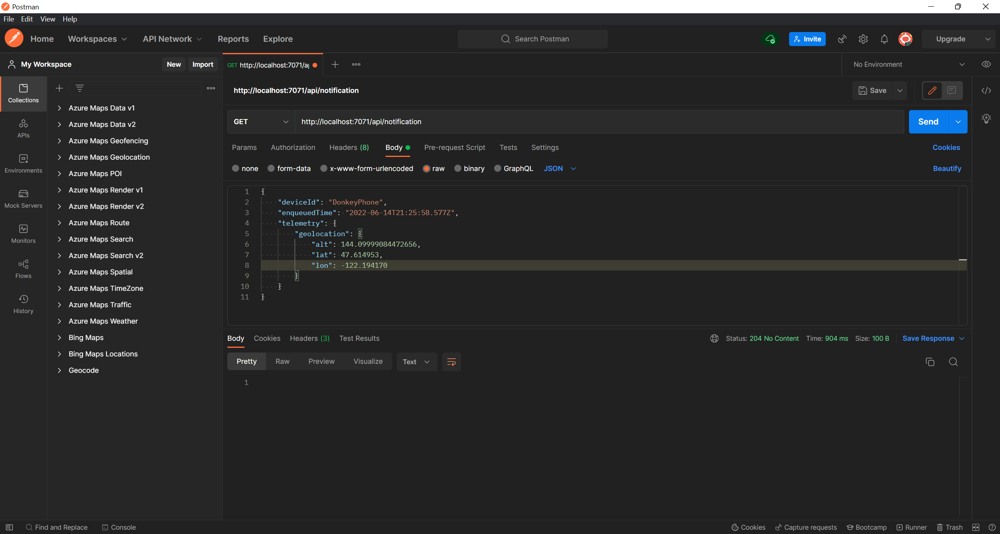 Postman
File Edit View Help
Home Workspaces API Network Reports Explore Search Postman Invite Upgrade
My Workspace New Import GET http://localhost:7071/ap No Environment
Collections
APIs
Environments
Mock Servers
Monitors
Flows
History
Azure Maps Data v1
Azure Maps Data v2
Azure Maps Geofencing
Azure Maps Geolocation
Azure Maps POI
Azure Maps Render v1
Azure Maps Render v2
Azure Maps Route
Azure Maps Search
Azure Maps Search v2
Azure Maps Spatial
Azure Maps TimeZone
Azure Maps Traffic
Azure Maps Weather
Bing Maps
Bing Maps Locations
Geocode
http://localhost:7071/api/notification Save
GET http://localhost:7071/api/notification Send
Params Authorization Headers (8) Body Pre-request Script Tests Settings Cookies
none form-data x-www-form-urlencoded raw binary GraphQL JSON Beautify
1 {
2 "deviceId": "DonkeyPhone",
3 "enqueuedTime": "2022-06-14T21:25:58.577Z",
4 "telemetry": {
5 "geolocation": {
6 "alt": 144.09999084472656,
7 "lat": 47.614953,
8 "lon": -122.194170
9 }
10 }
11 }
Body Cookies Headers (3) Test Results Status: 204 No Content Time: 904 ms Size: 100 B Save Response
Pretty Raw Preview Visualize Text
1
Find and Replace Console Cookies Capture requests Bootcamp Runner Trash